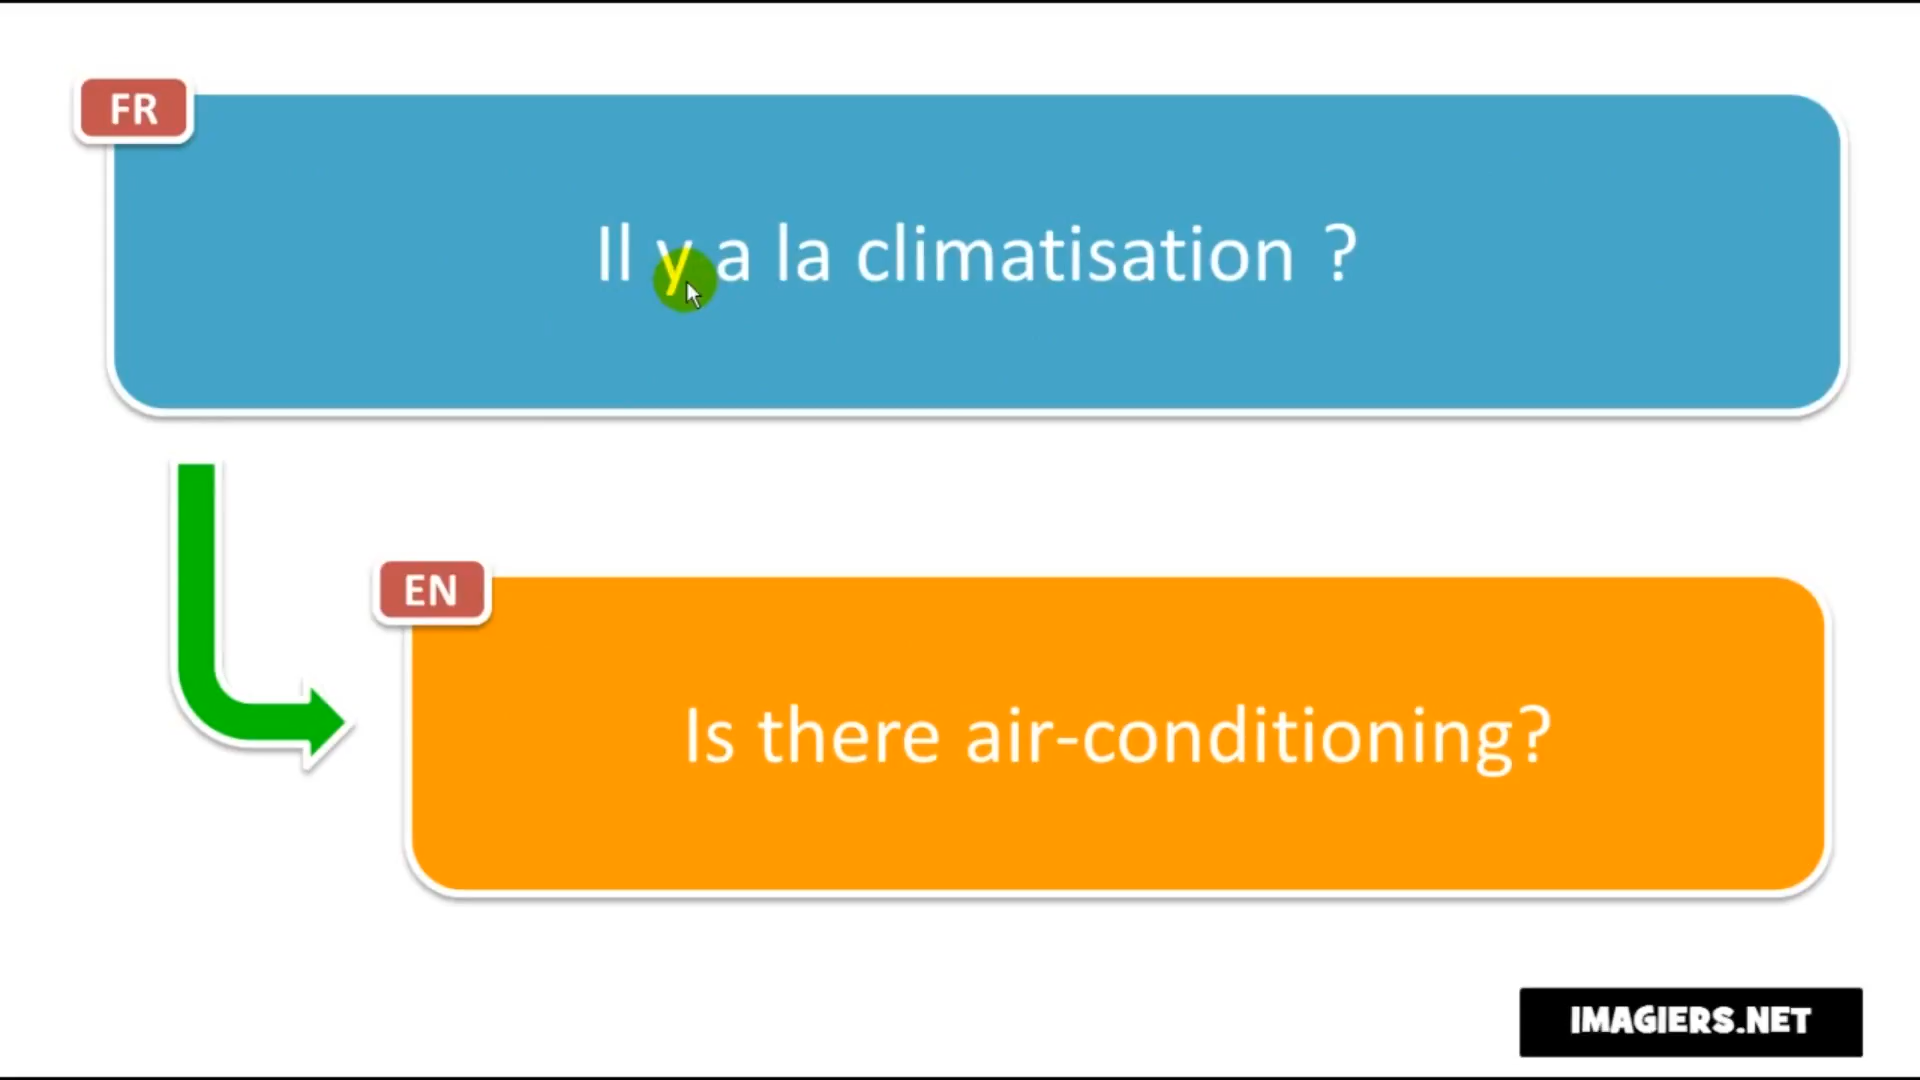 FR
Il y a la climatisation ?
EN
Is there air-conditioning?
IMAGIERS.NET